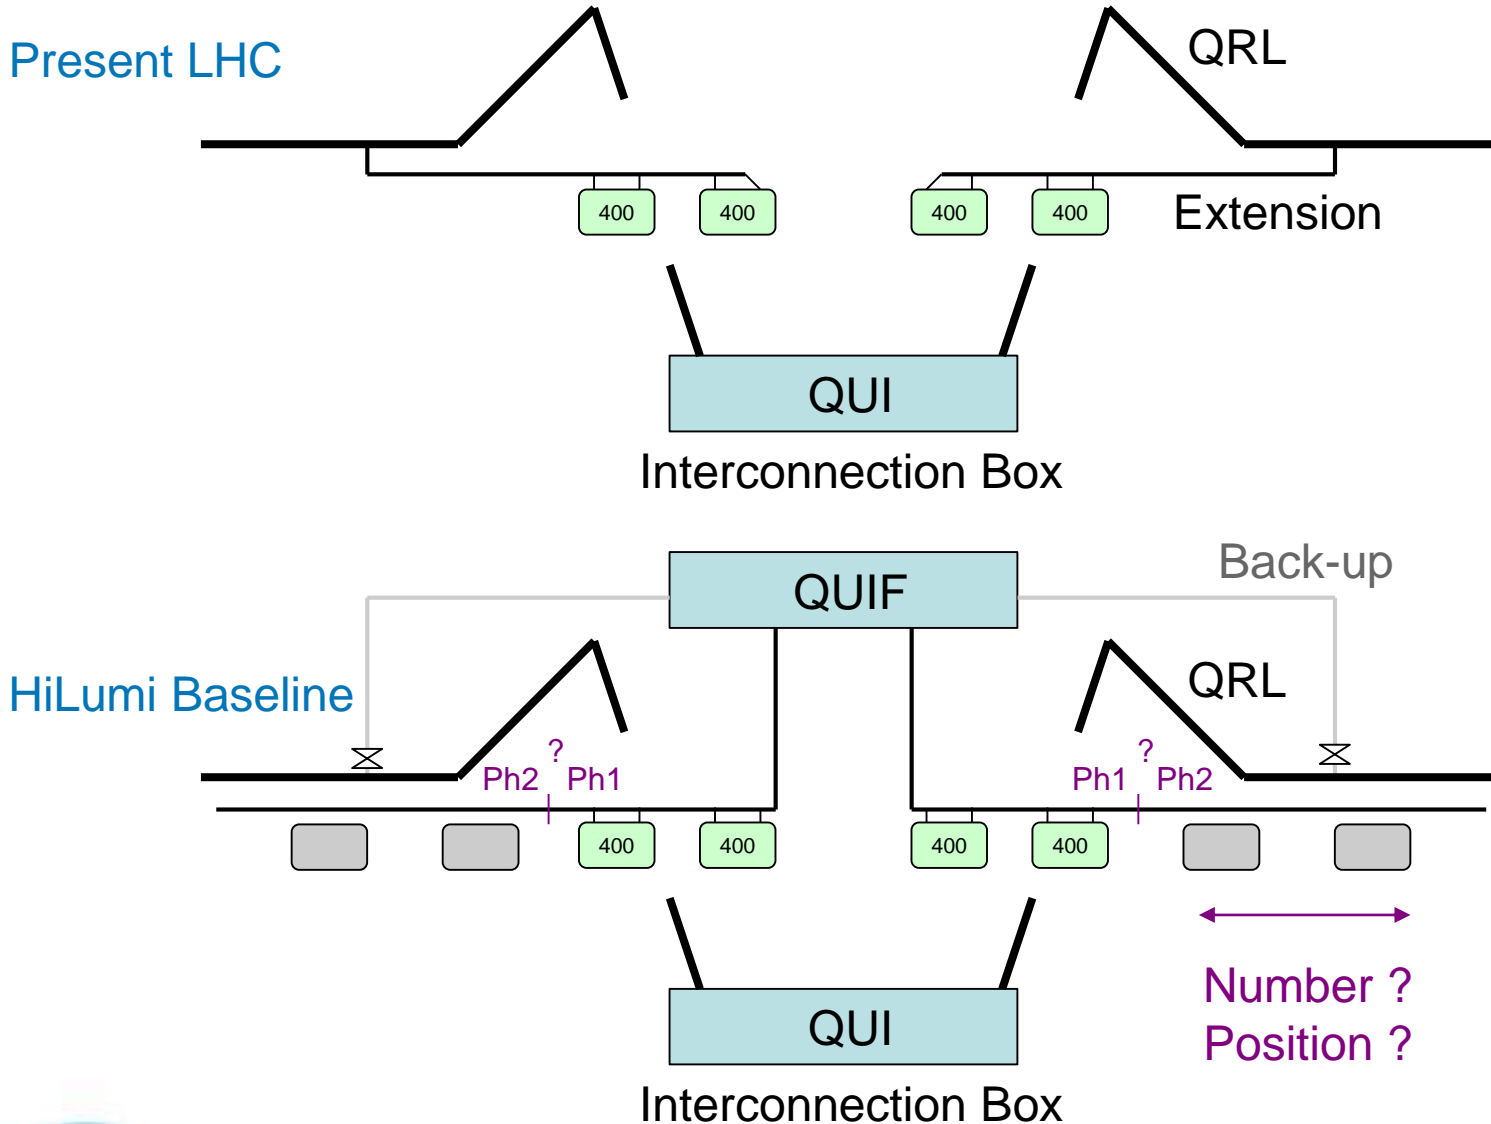 Present LHC
QRL
400 400 400 400
Extension
QUI
Interconnection Box
Back-up
QUIF
HiLumi Baseline
QRL
? ?
Ph2 Ph1 Ph1 Ph2
400 400 400 400
Number ?
Position ?
QUI
Interconnection Box